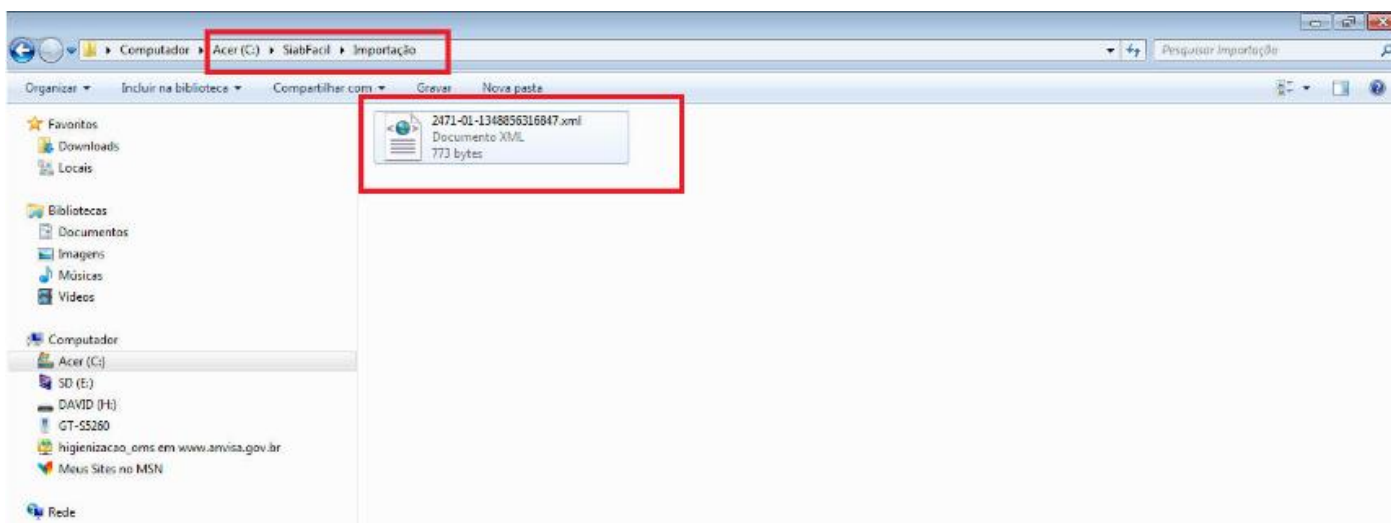 Computador Acer (C:) SiabFacil Importação
Pesquisar Importação
Organizar Incluir na biblioteca Compartilhar com Gravar Nova pasta
Favoritos
Downloads
Locais
Bibliotecas
Documentos
Imagens
Músicas
Vídeos
Computador
Acer (C:)
SD (E:)
DAVID (H:)
GT-S5260
higienizacao_oms em www.anvisa.gov.br
Meus Sites no MSN
Rede
2471-01-1348856316847.xml
Documento XML
773 bytes